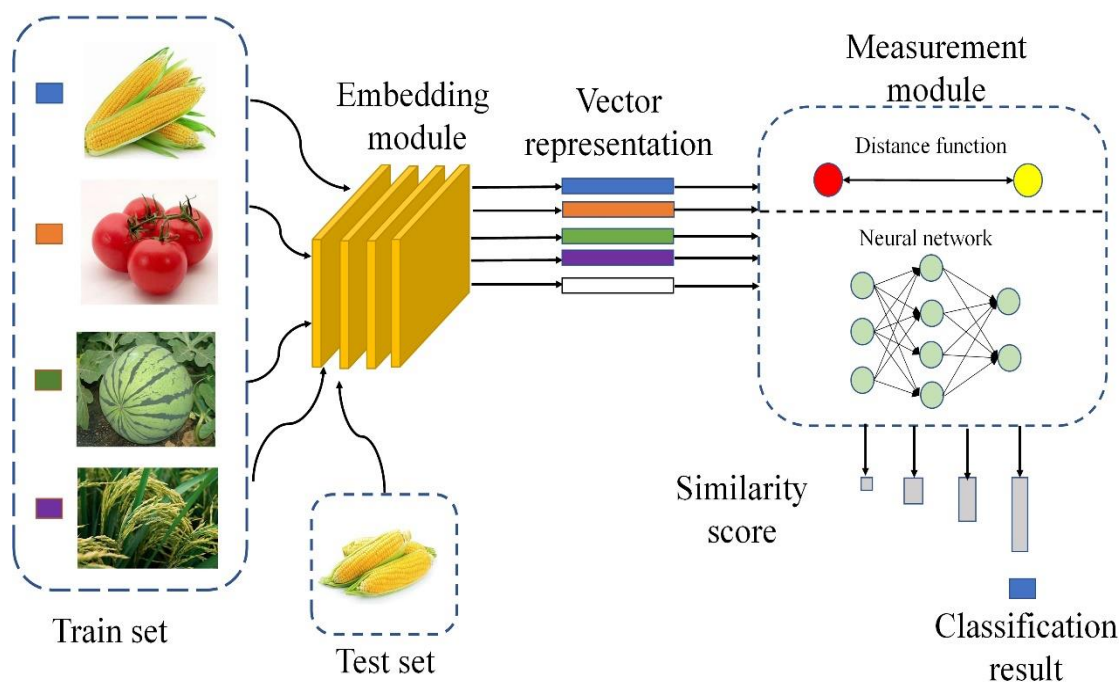 Measurement
module
Embedding
module
Vector
representation
Distance function
Neural network
Similarity
score
Train set
Test set
Classification
result